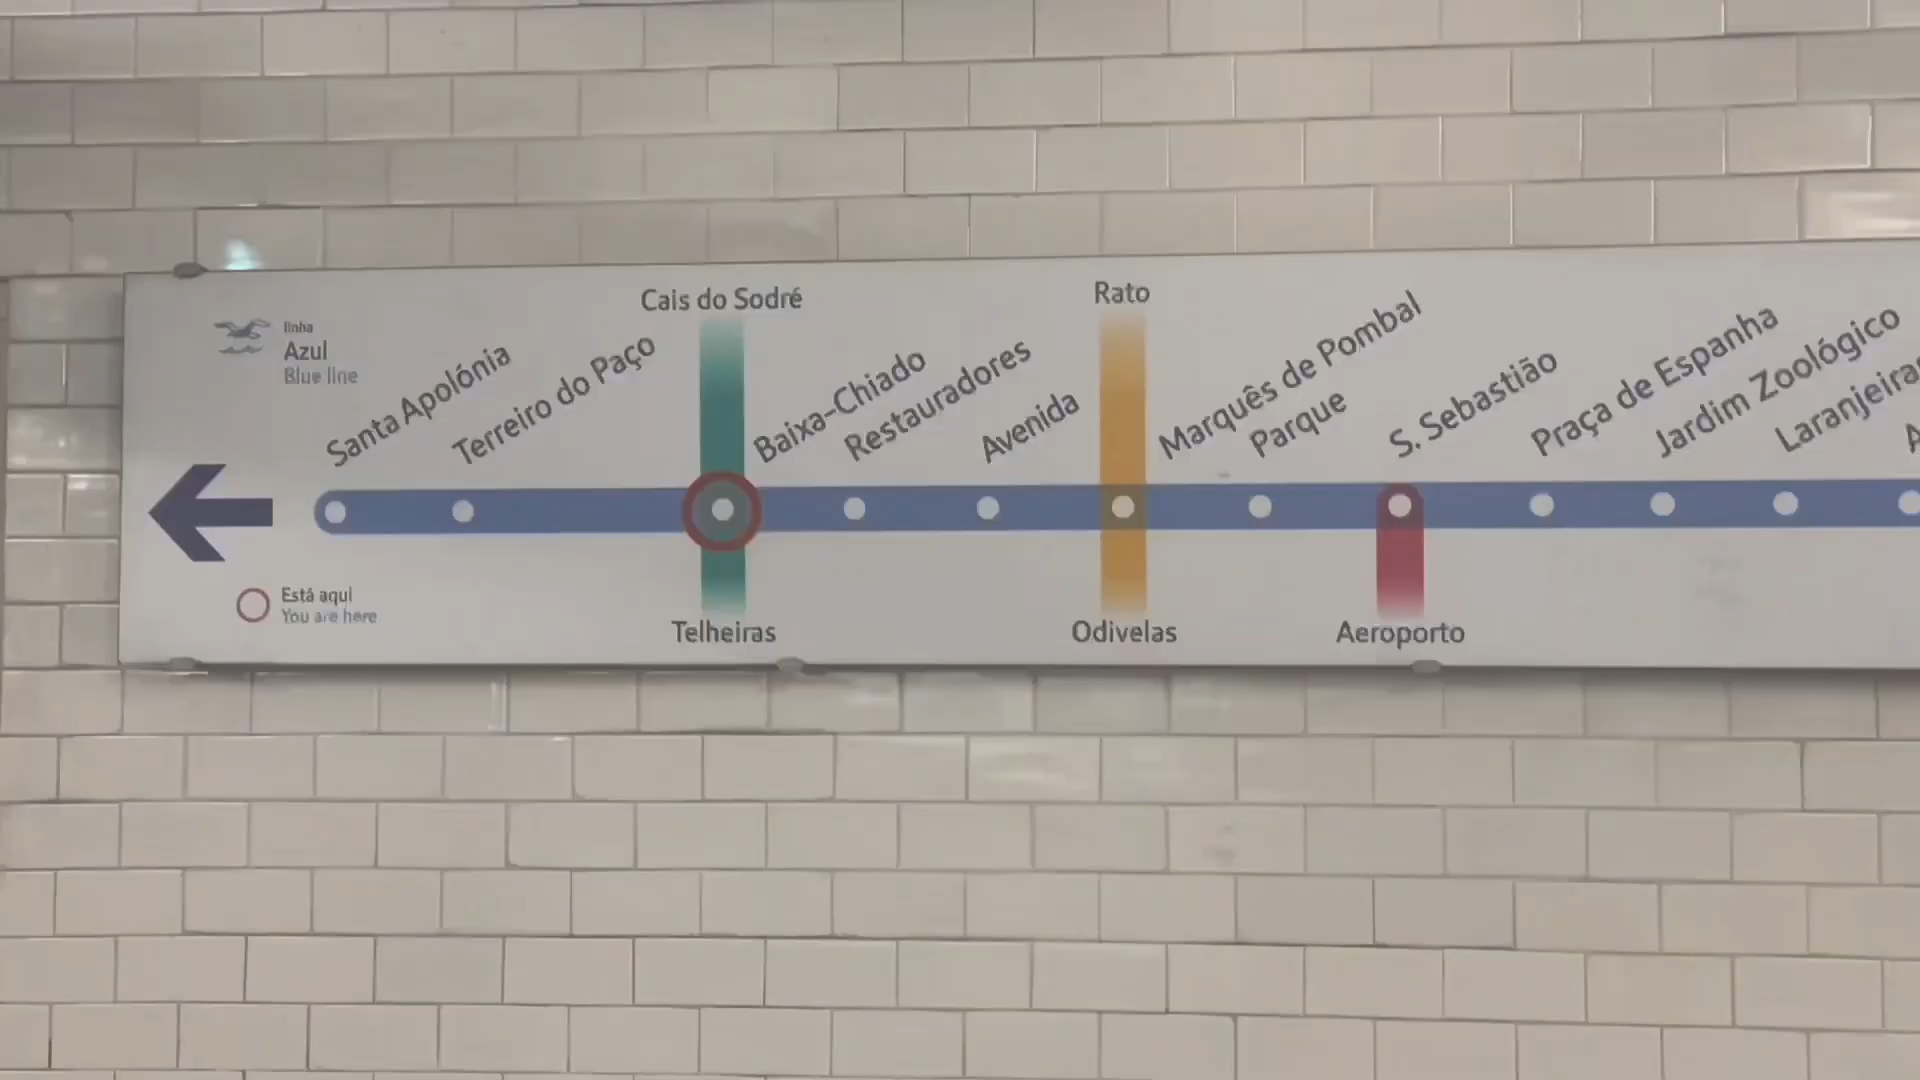 linha
Azul
Blue line
Santa Apolónia
Terreiro do Paço
Cais do Sodré
Baixa-Chiado
Restauradores
Avenida
Rato
Marquês de Pombal
Parque
S. Sebastião
Praça de Espanha
Jardim Zoológico
Laranjeiras
Está aqui
You are here
Telheiras
Odivelas
Aeroporto